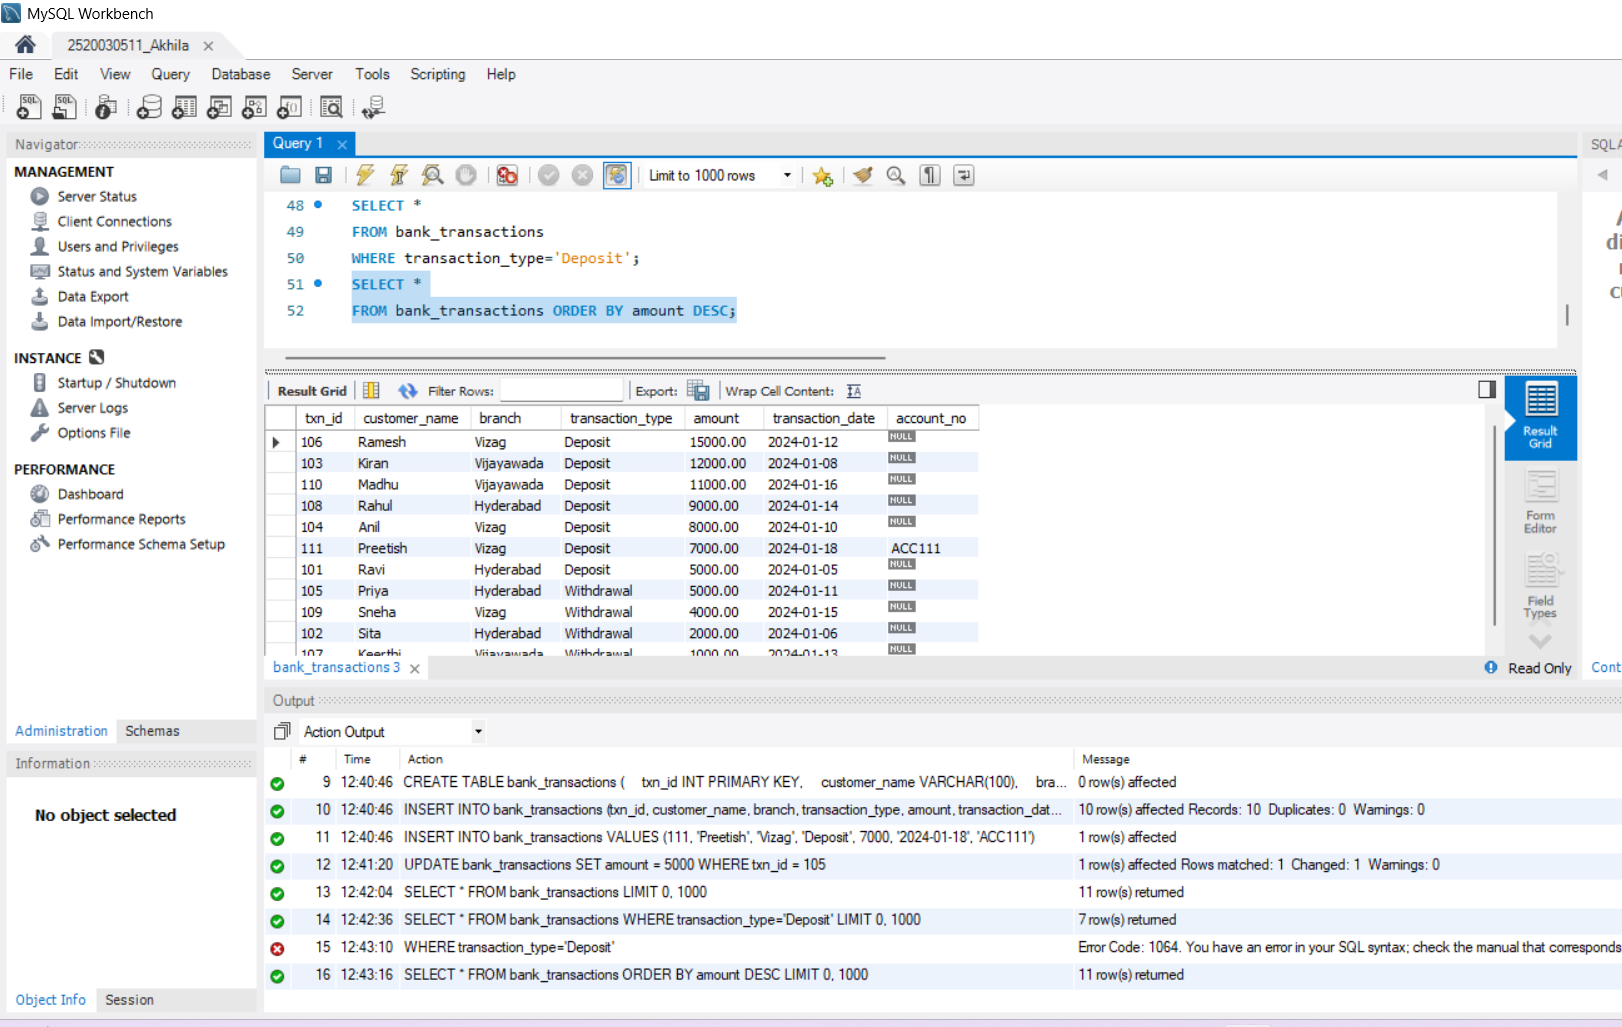 MySQL Workbench
2520030511_Akhila
File Edit View Query Database Server Tools Scripting Help
Navigator
MANAGEMENT
Server Status
Client Connections
Users and Privileges
Status and System Variables
Data Export
Data Import/Restore
INSTANCE
Startup / Shutdown
Server Logs
Options File
PERFORMANCE
Dashboard
Performance Reports
Performance Schema Setup
Administration Schemas
Information
No object selected
Object Info Session
Query 1
Limit to 1000 rows
48 SELECT *
49 FROM bank_transactions
50 WHERE transaction_type='Deposit';
51 SELECT *
52 FROM bank_transactions ORDER BY amount DESC;
Result Grid Filter Rows: Export: Wrap Cell Content:
txn_id customer_name branch transaction_type amount transaction_date account_no
106 Ramesh Vizag Deposit 15000.00 2024-01-12 NULL
103 Kiran Vijayawada Deposit 12000.00 2024-01-08 NULL
110 Madhu Vijayawada Deposit 11000.00 2024-01-16 NULL
108 Rahul Hyderabad Deposit 9000.00 2024-01-14 NULL
104 Anil Vizag Deposit 8000.00 2024-01-10 NULL
111 Preetish Vizag Deposit 7000.00 2024-01-18 ACC111
101 Ravi Hyderabad Deposit 5000.00 2024-01-05 NULL
105 Priya Hyderabad Withdrawal 5000.00 2024-01-11 NULL
109 Sneha Vizag Withdrawal 4000.00 2024-01-15 NULL
102 Sita Hyderabad Withdrawal 2000.00 2024-01-06 NULL
107 Keerthi Vijayawada Withdrawal 1000.00 2024-01-13 NULL
Result
Grid
Form
Editor
Field
Types
bank_transactions 3
Read Only
Output
Action Output
# Time Action Message
9 12:40:46 CREATE TABLE bank_transactions ( txn_id INT PRIMARY KEY, customer_name VARCHAR(100), bra... 0 row(s) affected
10 12:40:46 INSERT INTO bank_transactions (txn_id, customer_name, branch, transaction_type, amount, transaction_dat... 10 row(s) affected Records: 10 Duplicates: 0 Warnings: 0
11 12:40:46 INSERT INTO bank_transactions VALUES (111, 'Preetish', 'Vizag', 'Deposit', 7000, '2024-01-18', 'ACC111') 1 row(s) affected
12 12:41:20 UPDATE bank_transactions SET amount = 5000 WHERE txn_id = 105 1 row(s) affected Rows matched: 1 Changed: 1 Warnings: 0
13 12:42:04 SELECT * FROM bank_transactions LIMIT 0, 1000 11 row(s) returned
14 12:42:36 SELECT * FROM bank_transactions WHERE transaction_type='Deposit' LIMIT 0, 1000 7 row(s) returned
15 12:43:10 WHERE transaction_type='Deposit' Error Code: 1064. You have an error in your SQL syntax; check the manual that corresponds
16 12:43:16 SELECT * FROM bank_transactions ORDER BY amount DESC LIMIT 0, 1000 11 row(s) returned
SQLA
Cont